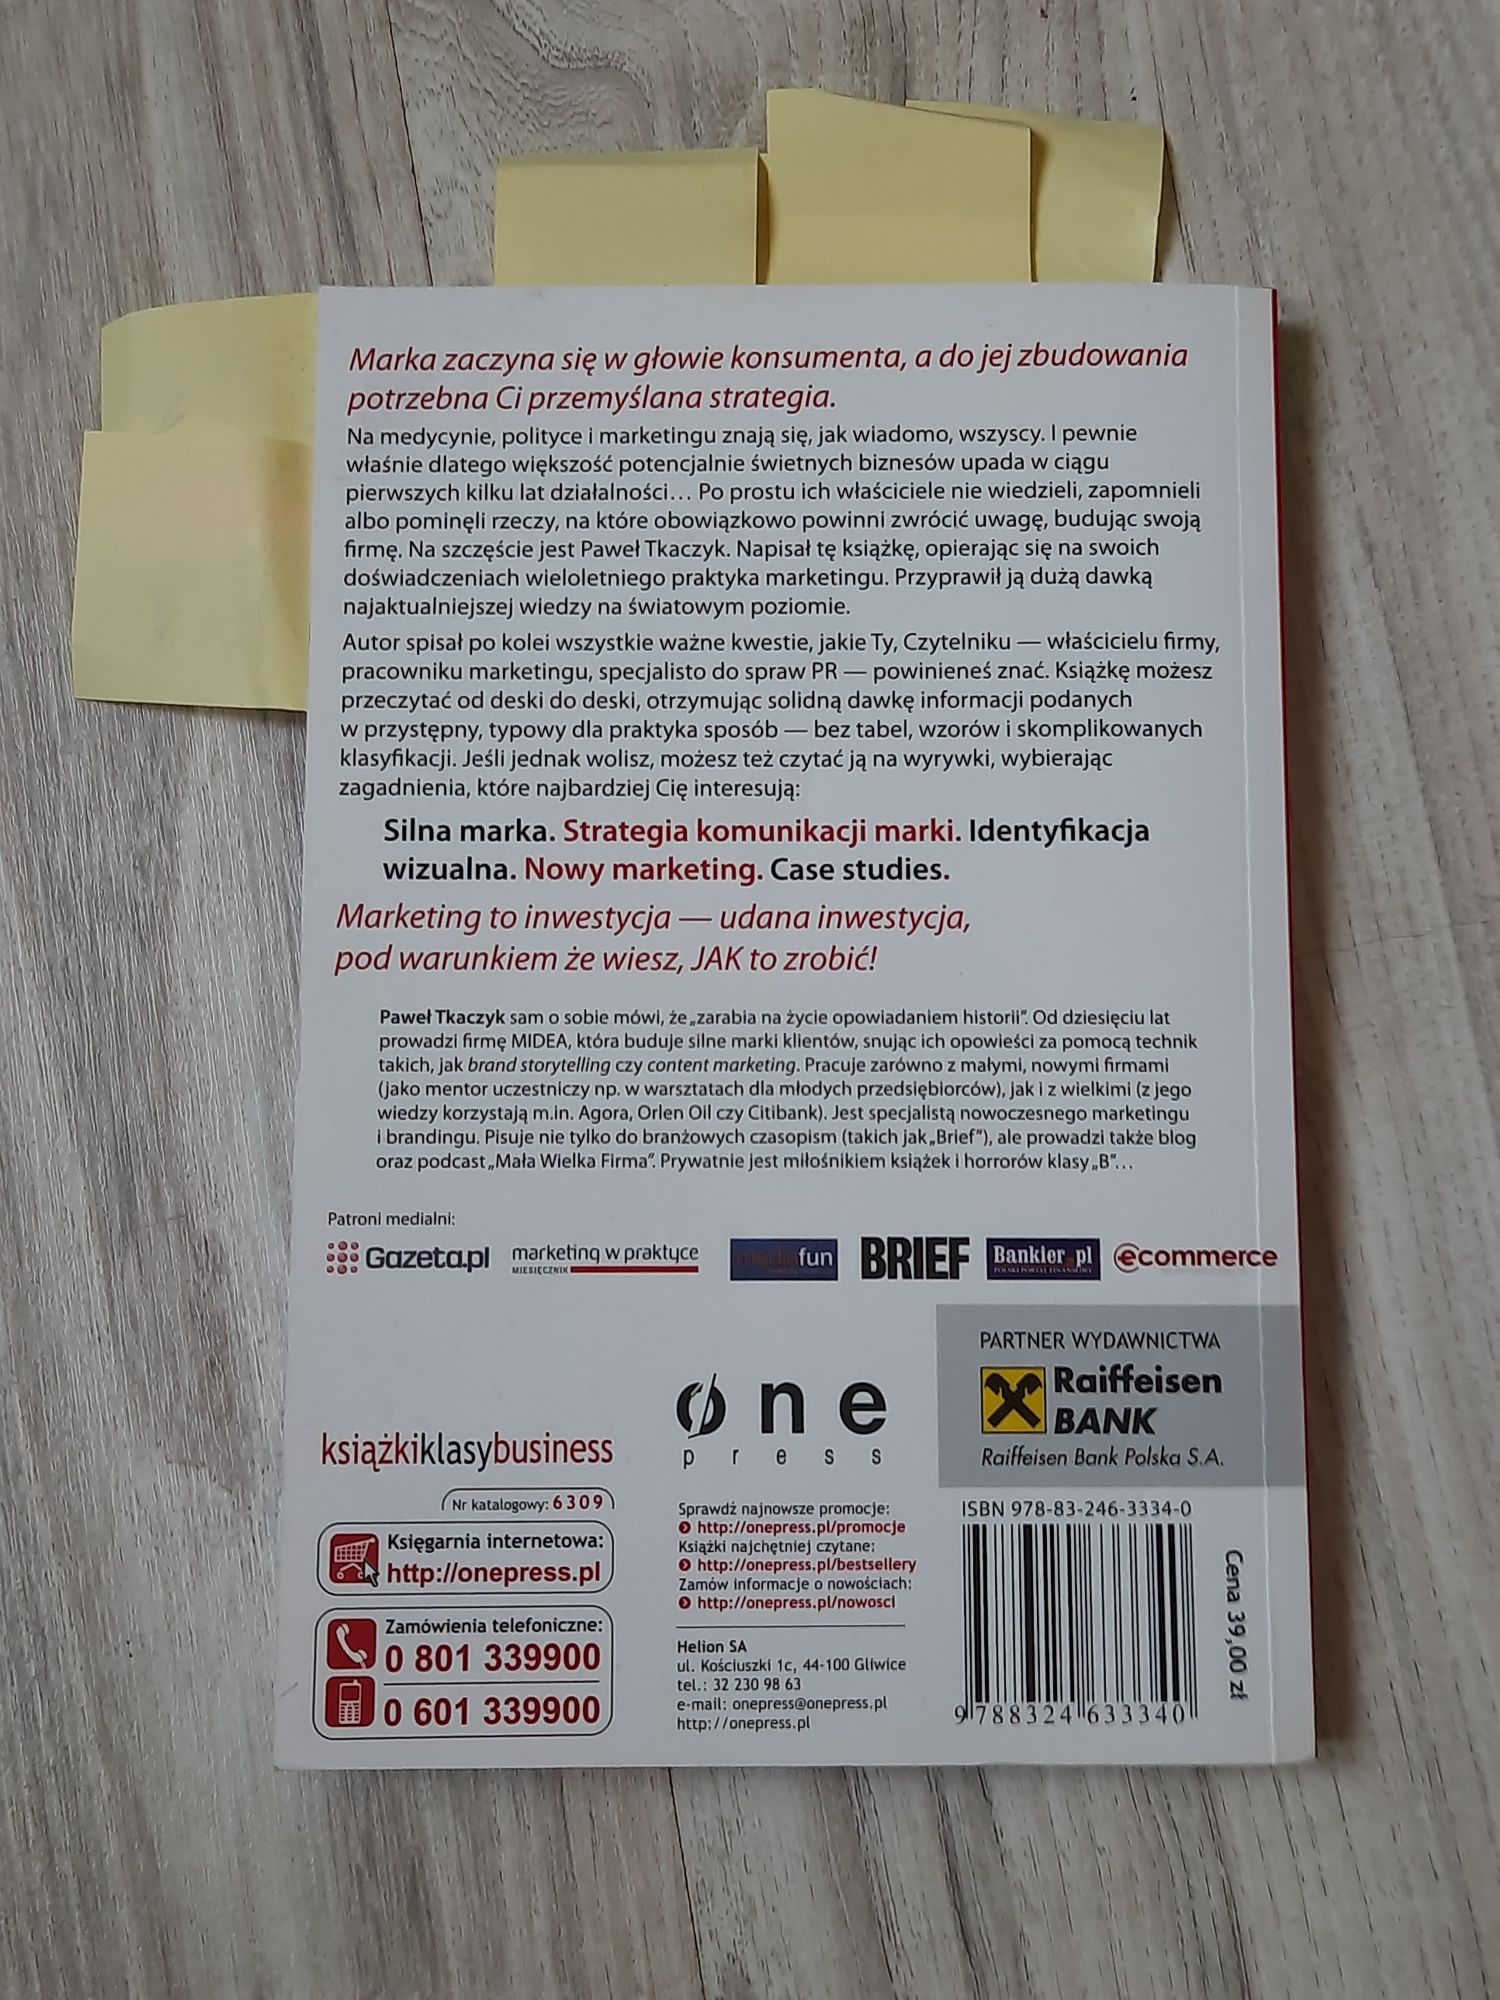 Marka zaczyna się w głowie konsumenta, a do jej zbudowania
potrzebna Ci przemyślana strategia.
Na medycynie, polityce i marketingu znają się, jak wiadomo, wszyscy. I pewnie
właśnie dlatego większość potencjalnie świetnych biznesów upada w ciągu
pierwszych kilku lat działalności... Po prostu ich właściciele nie wiedzieli, zapomnieli
albo pominęli rzeczy, na które obowiązkowo powinni zwrócić uwagę, budując swoją
firmę. Na szczęście jest Paweł Tkaczyk. Napisał tę książkę, opierając się na swoich
doświadczeniach wieloletniego praktyka marketingu. Przyprawił ją dużą dawką
najaktualniejszej wiedzy na światowym poziomie.
Autor spisał po kolei wszystkie ważne kwestie, jakie Ty, Czytelniku — właścicielu firmy,
pracowniku marketingu, specjalisto do spraw PR — powinieneś znać. Książkę możesz
przeczytać od deski do deski, otrzymując solidną dawkę informacji podanych
w przystępny, typowy dla praktyka sposób — bez tabel, wzorów i skomplikowanych
klasyfikacji. Jeśli jednak wolisz, możesz też czytać ją na wyrywki, wybierając
zagadnienia, które najbardziej Cię interesują:
Silna marka. Strategia komunikacji marki. Identyfikacja
wizualna. Nowy marketing. Case studies.
Marketing to inwestycja — udana inwestycja,
pod warunkiem że wiesz, JAK to zrobić!
Paweł Tkaczyk sam o sobie mówi, że „zarabia na życie opowiadaniem historii”. Od dziesięciu lat
prowadzi firmę MIDEA, która buduje silne marki klientów, snując ich opowieści za pomocą technik
takich, jak brand storytelling czy content marketing. Pracuje zarówno z małymi, nowymi firmami
(jako mentor uczestniczy np. w warsztatach dla młodych przedsiębiorców), jak i z wielkimi (z jego
wiedzy korzystają m.in. Agora, Orlen Oil czy Citibank). Jest specjalistą nowoczesnego marketingu
i brandingu. Pisuje nie tylko do branżowych czasopism (takich jak „Brief”), ale prowadzi także blog
oraz podcast „Mała Wielka Firma”. Prywatnie jest miłośnikiem książek i horrorów klasy „B”...
Patroni medialni:
Gazeta.pl marketing w praktyce mediafun BRIEF Bankier.pl ecommerce
MIESIĘCZNIK POLSKI PORTAL FINANSOWY
PARTNER WYDAWNICTWA
Raiffeisen
BANK
Raiffeisen Bank Polska S.A.
one
press
książkiklasybusiness
Nr katalogowy: 6309
Księgarnia internetowa:
http://onepress.pl
Zamówienia telefoniczne:
0 801 339900
0 601 339900
Sprawdź najnowsze promocje:
http://onepress.pl/promocje
Książki najchętniej czytane:
http://onepress.pl/bestsellery
Zamów informacje o nowościach:
http://onepress.pl/nowosci
Helion SA
ul. Kościuszki 1c, 44-100 Gliwice
tel.: 32 230 98 63
e-mail: onepress@onepress.pl
http://onepress.pl
ISBN 978-83-246-3334-0
9 788324 633340
Cena 39,00 zł